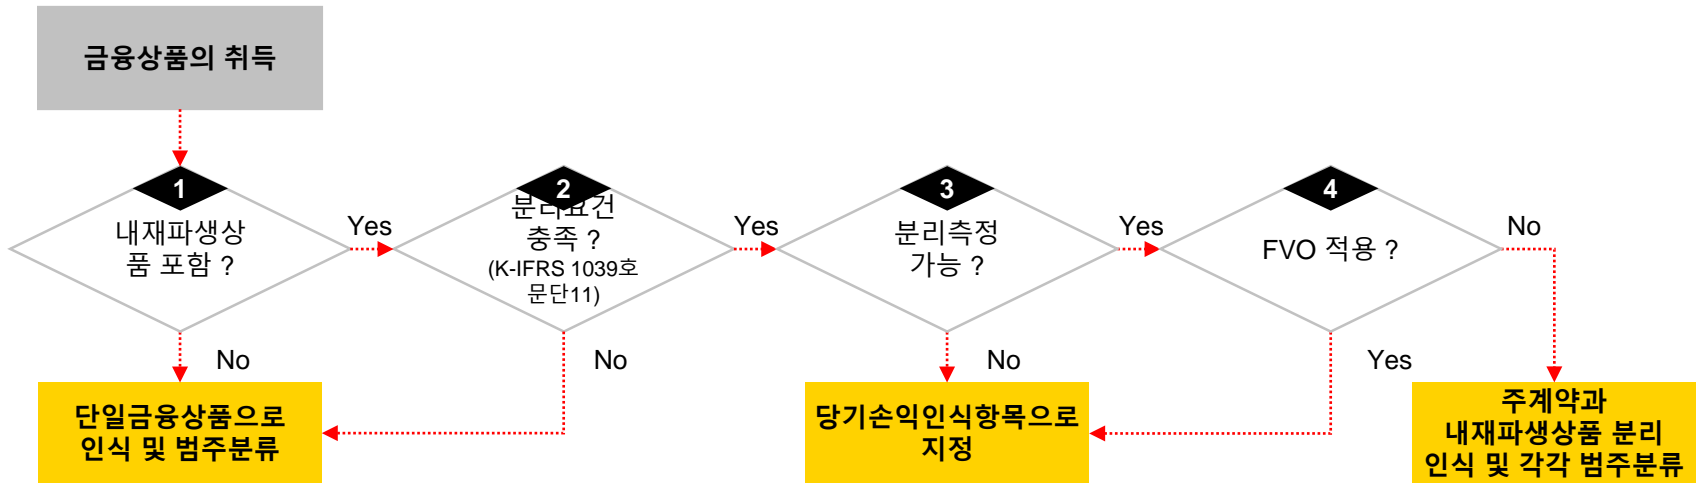 금융상품의 취득
1
내재파생상
품 포함 ?
Yes
No
2
분리요건
충족 ?
(K-IFRS 1039호
문단11)
Yes
No
3
분리측정
가능 ?
Yes
No
4
FVO 적용 ?
No
Yes
단일금융상품으로
인식 및 범주분류
당기손익인식항목으로
지정
주계약과
내재파생상품 분리
인식 및 각각 범주분류